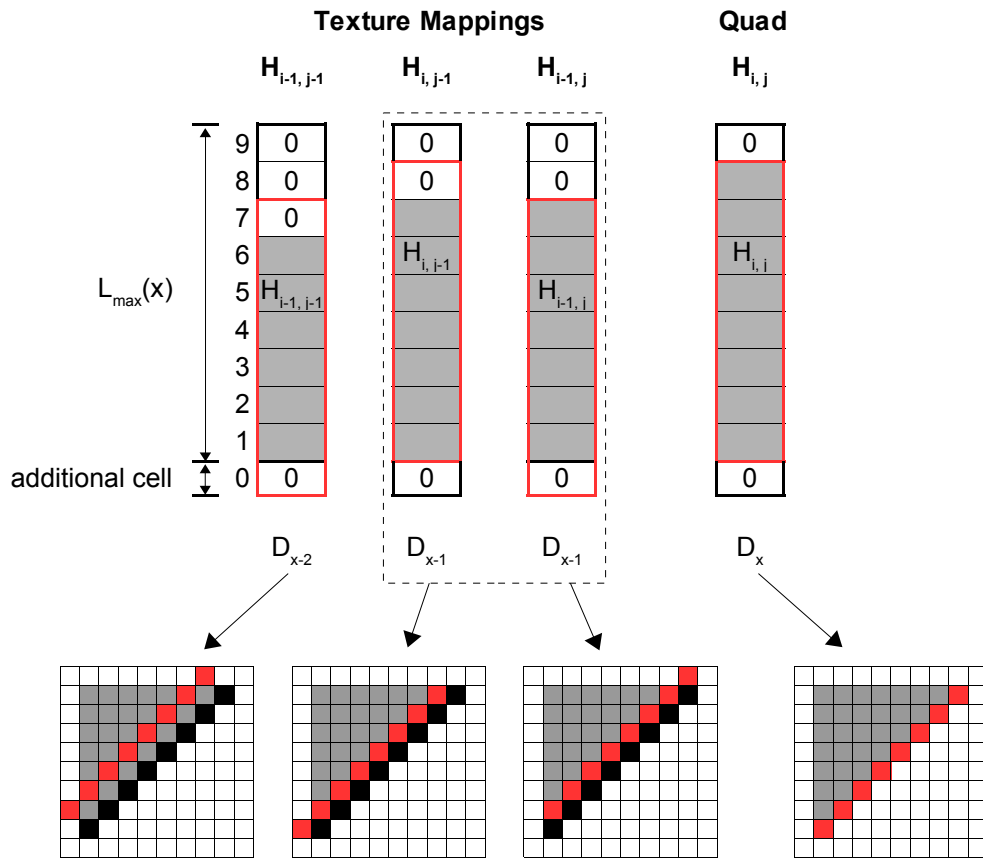 Texture Mappings Quad
H_{i-1, j-1} H_{i, j-1} H_{i-1, j} H_{i, j}
9 0 0 0 0
8 0 0 0
7 0
6 H_{i, j-1} H_{i, j}
L_{max}(x) 5 H_{i-1, j-1} H_{i-1, j}
4
3
2
1
additional cell 0 0 0 0 0
D_{x-2} D_{x-1} D_{x-1} D_{x}